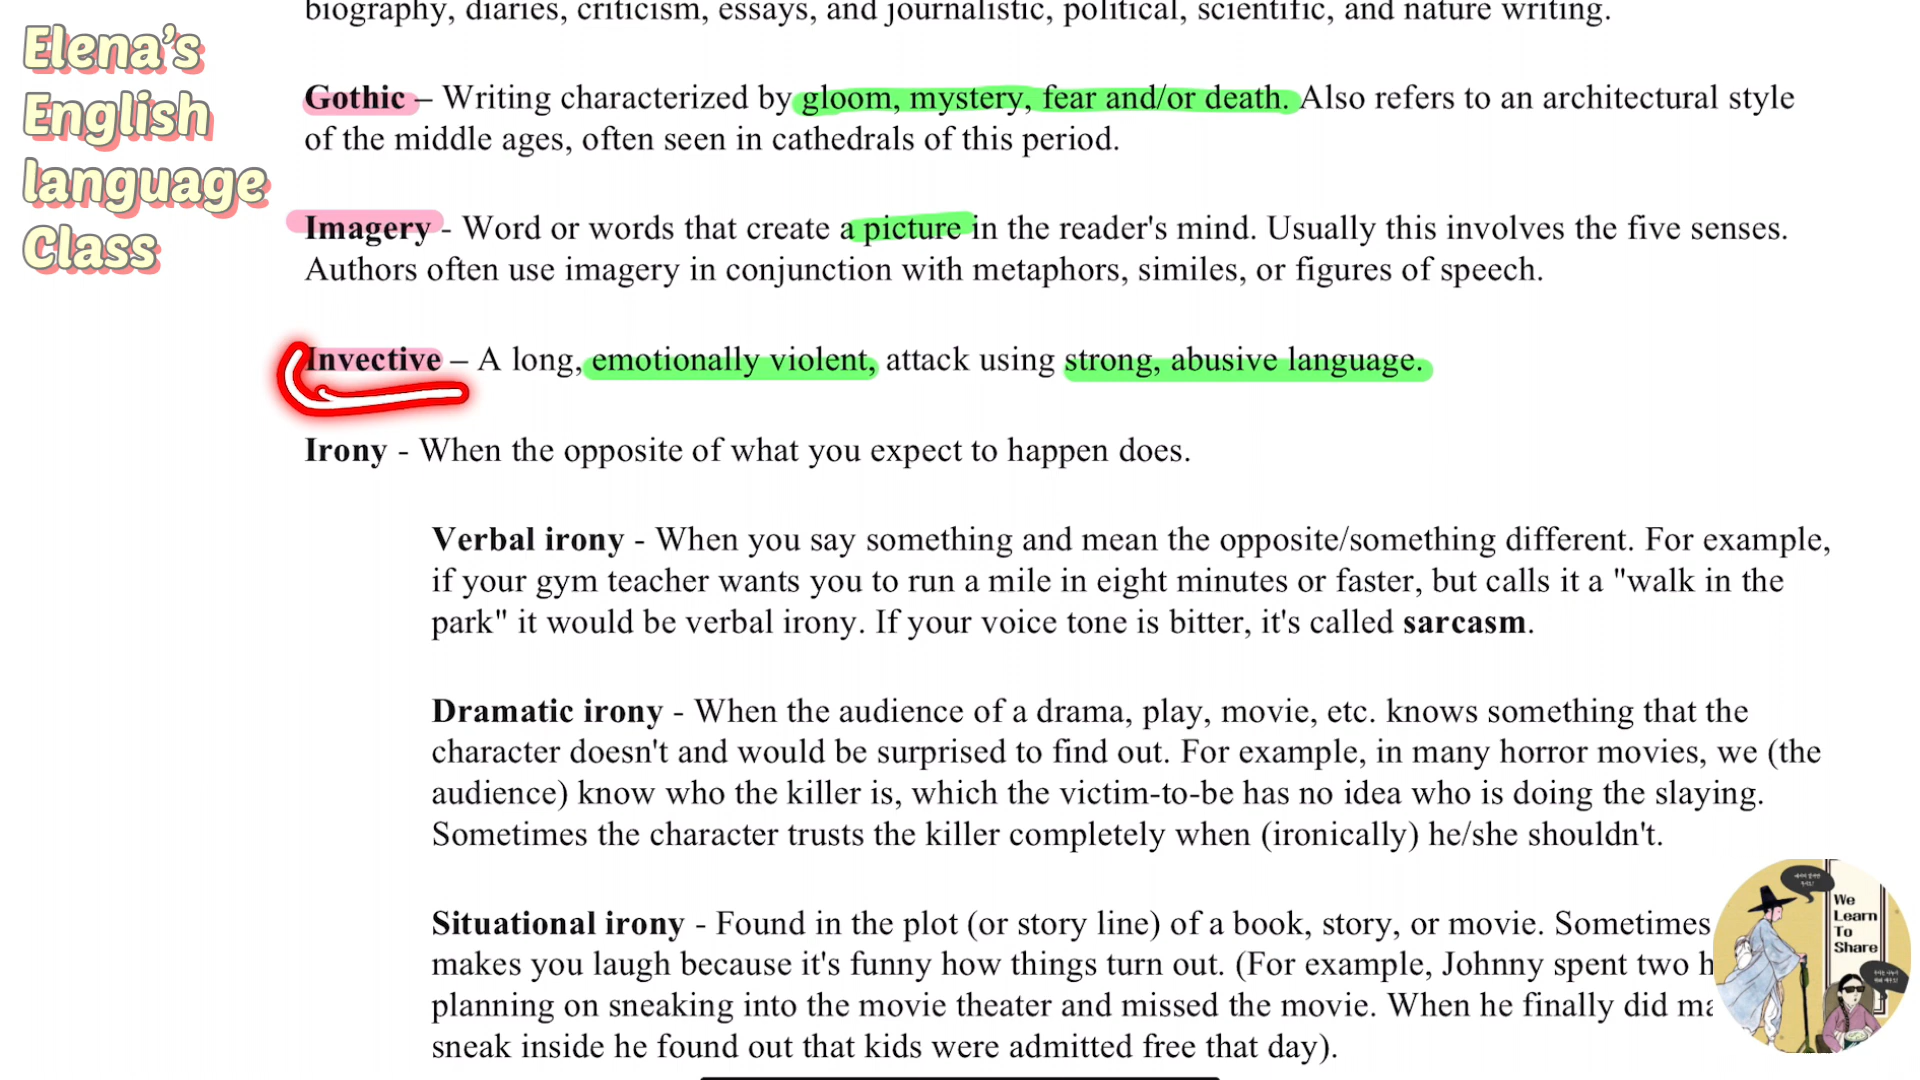 Elena's
English
language
Class
biography, diaries, criticism, essays, and journalistic, political, scientific, and nature writing.
Gothic – Writing characterized by gloom, mystery, fear and/or death. Also refers to an architectural style
of the middle ages, often seen in cathedrals of this period.
Imagery - Word or words that create a picture in the reader's mind. Usually this involves the five senses.
Authors often use imagery in conjunction with metaphors, similes, or figures of speech.
Invective – A long, emotionally violent, attack using strong, abusive language.
Irony - When the opposite of what you expect to happen does.
Verbal irony - When you say something and mean the opposite/something different. For example,
if your gym teacher wants you to run a mile in eight minutes or faster, but calls it a "walk in the
park" it would be verbal irony. If your voice tone is bitter, it's called sarcasm.
Dramatic irony - When the audience of a drama, play, movie, etc. knows something that the
character doesn't and would be surprised to find out. For example, in many horror movies, we (the
audience) know who the killer is, which the victim-to-be has no idea who is doing the slaying.
Sometimes the character trusts the killer completely when (ironically) he/she shouldn't.
Situational irony - Found in the plot (or story line) of a book, story, or movie. Sometimes
makes you laugh because it's funny how things turn out. (For example, Johnny spent two
planning on sneaking into the movie theater and missed the movie. When he finally did
sneak inside he found out that kids were admitted free that day).
We
Learn
To
Share